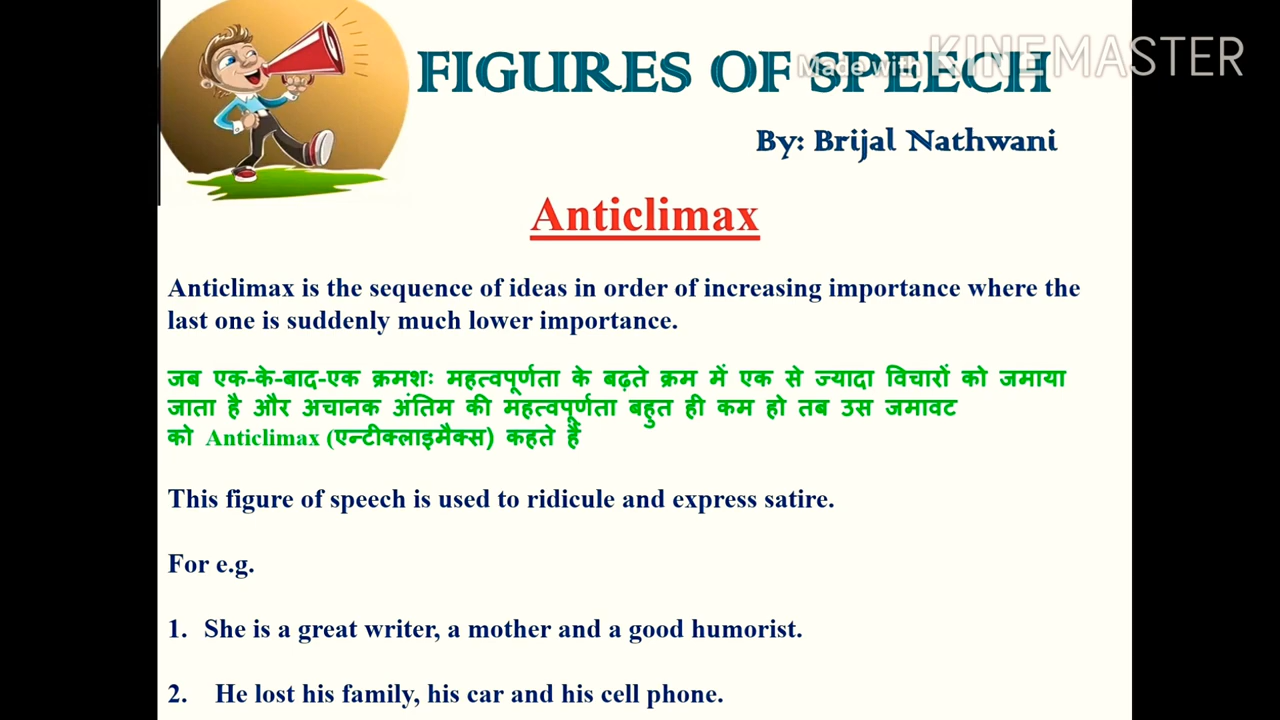 FIGURES OF SPEECH
Made with KINEMASTER
By: Brijal Nathwani
Anticlimax
Anticlimax is the sequence of ideas in order of increasing importance where the
last one is suddenly much lower importance.
जब एक-के-बाद-एक क्रमशः महत्वपूर्णता के बढ़ते क्रम में एक से ज्यादा विचारों को जमाया
जाता है और अचानक अंतिम की महत्वपूर्णता बहुत ही कम हो तब उस जमावट
को Anticlimax (एन्टीक्लाइमैक्स) कहते हैं
This figure of speech is used to ridicule and express satire.
For e.g.
1. She is a great writer, a mother and a good humorist.
2. He lost his family, his car and his cell phone.